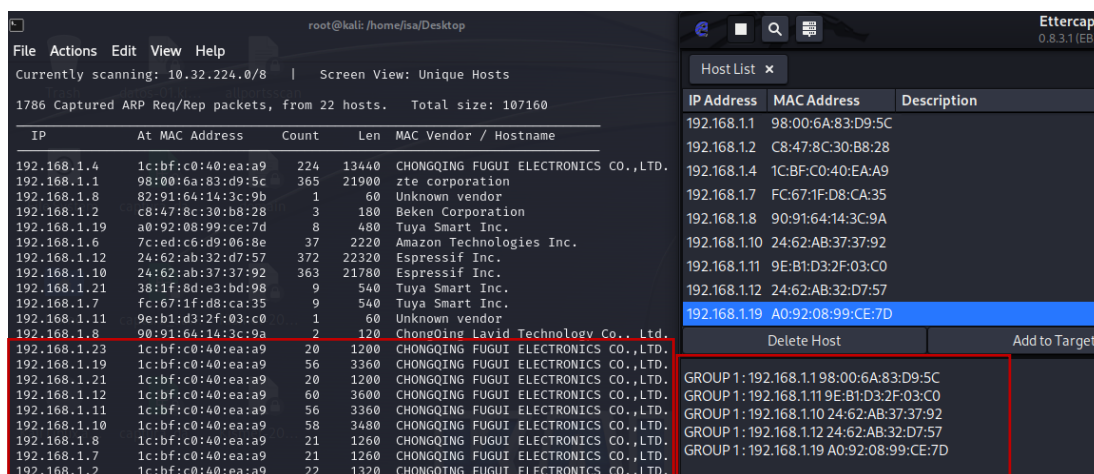 root@kali: /home/isa/Desktop
File Actions Edit View Help
Currently scanning: 10.32.224.0/8 | Screen View: Unique Hosts
1786 Captured ARP Req/Rep packets, from 22 hosts. Total size: 107160
IP At MAC Address Count Len MAC Vendor / Hostname
192.168.1.4 1c:bf:c0:40:ea:a9 224 13440 CHONGQING FUGUI ELECTRONICS CO.,LTD.
192.168.1.1 98:00:6a:83:d9:5c 365 21900 zte corporation
192.168.1.8 82:91:64:14:3c:9b 1 60 Unknown vendor
192.168.1.2 c8:47:8c:30:b8:28 3 180 Beken Corporation
192.168.1.19 a0:92:08:99:ce:7d 8 480 Tuya Smart Inc.
192.168.1.6 7c:ed:c6:d9:06:8e 37 2220 Amazon Technologies Inc.
192.168.1.12 24:62:ab:32:d7:57 372 22320 Espressif Inc.
192.168.1.10 24:62:ab:37:37:92 363 21780 Espressif Inc.
192.168.1.21 38:1f:8d:e3:bd:98 9 540 Tuya Smart Inc.
192.168.1.7 fc:67:1f:d8:ca:35 9 540 Tuya Smart Inc.
192.168.1.11 9e:b1:d3:2f:03:c0 1 60 Unknown vendor
192.168.1.8 90:91:64:14:3c:9a 2 120 ChongQing Lavid Technology Co., Ltd.
192.168.1.23 1c:bf:c0:40:ea:a9 20 1200 CHONGQING FUGUI ELECTRONICS CO.,LTD.
192.168.1.19 1c:bf:c0:40:ea:a9 56 3360 CHONGQING FUGUI ELECTRONICS CO.,LTD.
192.168.1.21 1c:bf:c0:40:ea:a9 20 1200 CHONGQING FUGUI ELECTRONICS CO.,LTD.
192.168.1.12 1c:bf:c0:40:ea:a9 60 3600 CHONGQING FUGUI ELECTRONICS CO.,LTD.
192.168.1.11 1c:bf:c0:40:ea:a9 56 3360 CHONGQING FUGUI ELECTRONICS CO.,LTD.
192.168.1.10 1c:bf:c0:40:ea:a9 58 3480 CHONGQING FUGUI ELECTRONICS CO.,LTD.
192.168.1.8 1c:bf:c0:40:ea:a9 21 1260 CHONGQING FUGUI ELECTRONICS CO.,LTD.
192.168.1.7 1c:bf:c0:40:ea:a9 21 1260 CHONGQING FUGUI ELECTRONICS CO.,LTD.
192.168.1.2 1c:bf:c0:40:ea:a9 22 1320 CHONGQING FUGUI ELECTRONICS CO.,LTD.
Ettercap
0.8.3.1 (EB
Host List ×
IP Address MAC Address Description
192.168.1.1 98:00:6A:83:D9:5C
192.168.1.2 C8:47:8C:30:B8:28
192.168.1.4 1C:BF:C0:40:EA:A9
192.168.1.7 FC:67:1F:D8:CA:35
192.168.1.8 90:91:64:14:3C:9A
192.168.1.10 24:62:AB:37:37:92
192.168.1.11 9E:B1:D3:2F:03:C0
192.168.1.12 24:62:AB:32:D7:57
192.168.1.19 A0:92:08:99:CE:7D
Delete Host Add to Target
GROUP 1 : 192.168.1.1 98:00:6A:83:D9:5C
GROUP 1 : 192.168.1.11 9E:B1:D3:2F:03:C0
GROUP 1 : 192.168.1.10 24:62:AB:37:37:92
GROUP 1 : 192.168.1.12 24:62:AB:32:D7:57
GROUP 1 : 192.168.1.19 A0:92:08:99:CE:7D